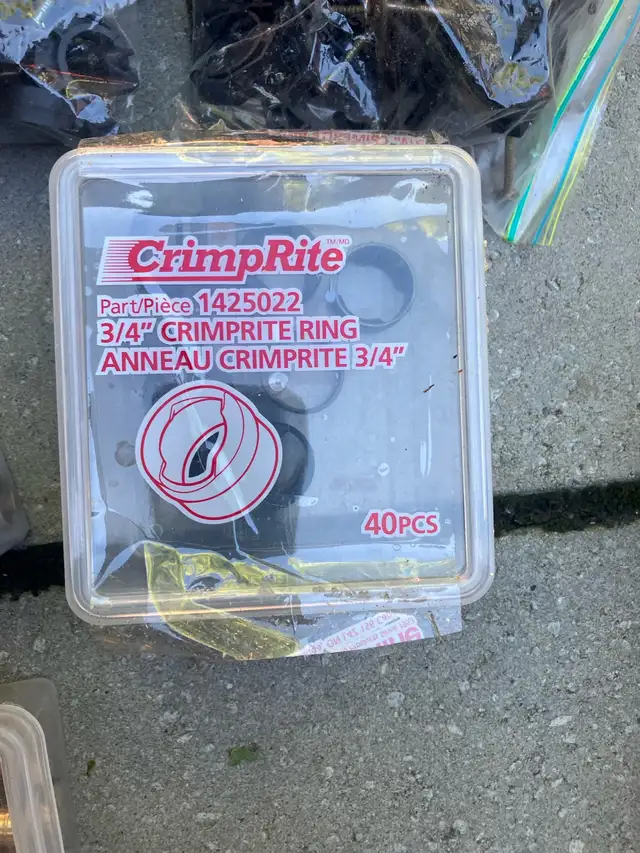 CrimpRite TM/MD
Part/Pièce 1425022
3/4" CRIMPRITE RING
ANNEAU CRIMPRITE 3/4"
40PCS